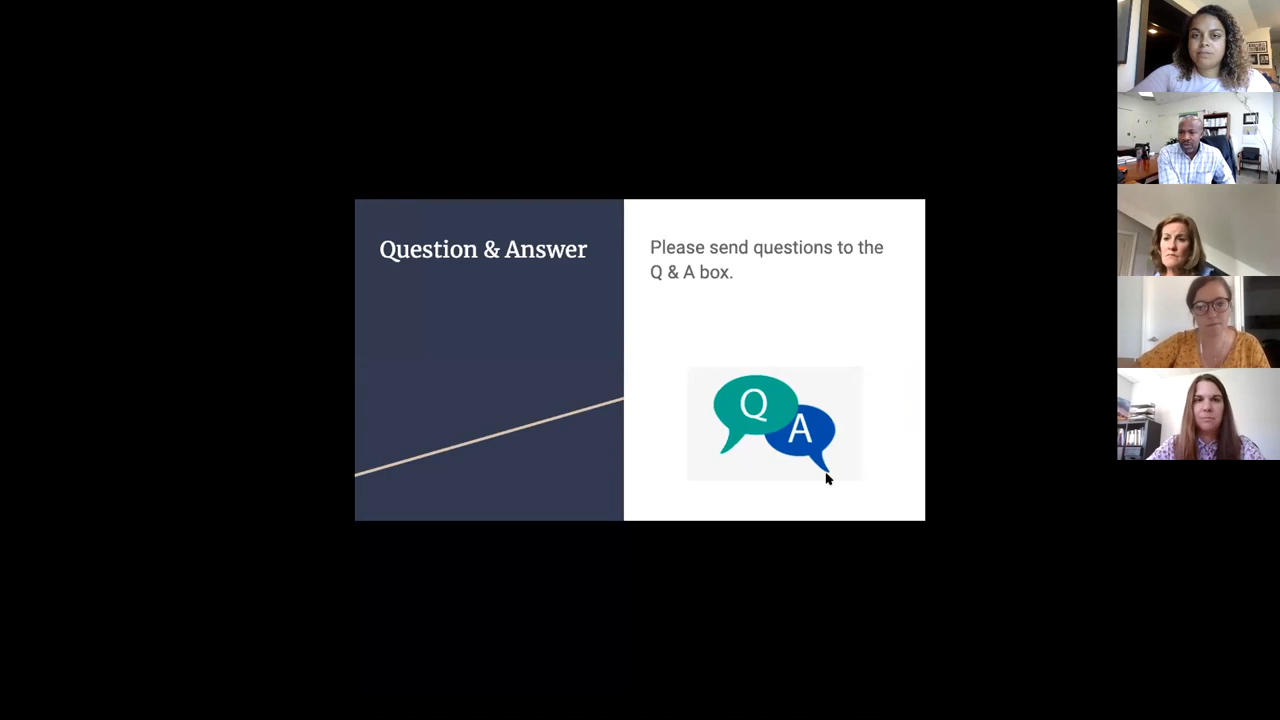 Question & Answer
Please send questions to the
Q & A box.
Q
A